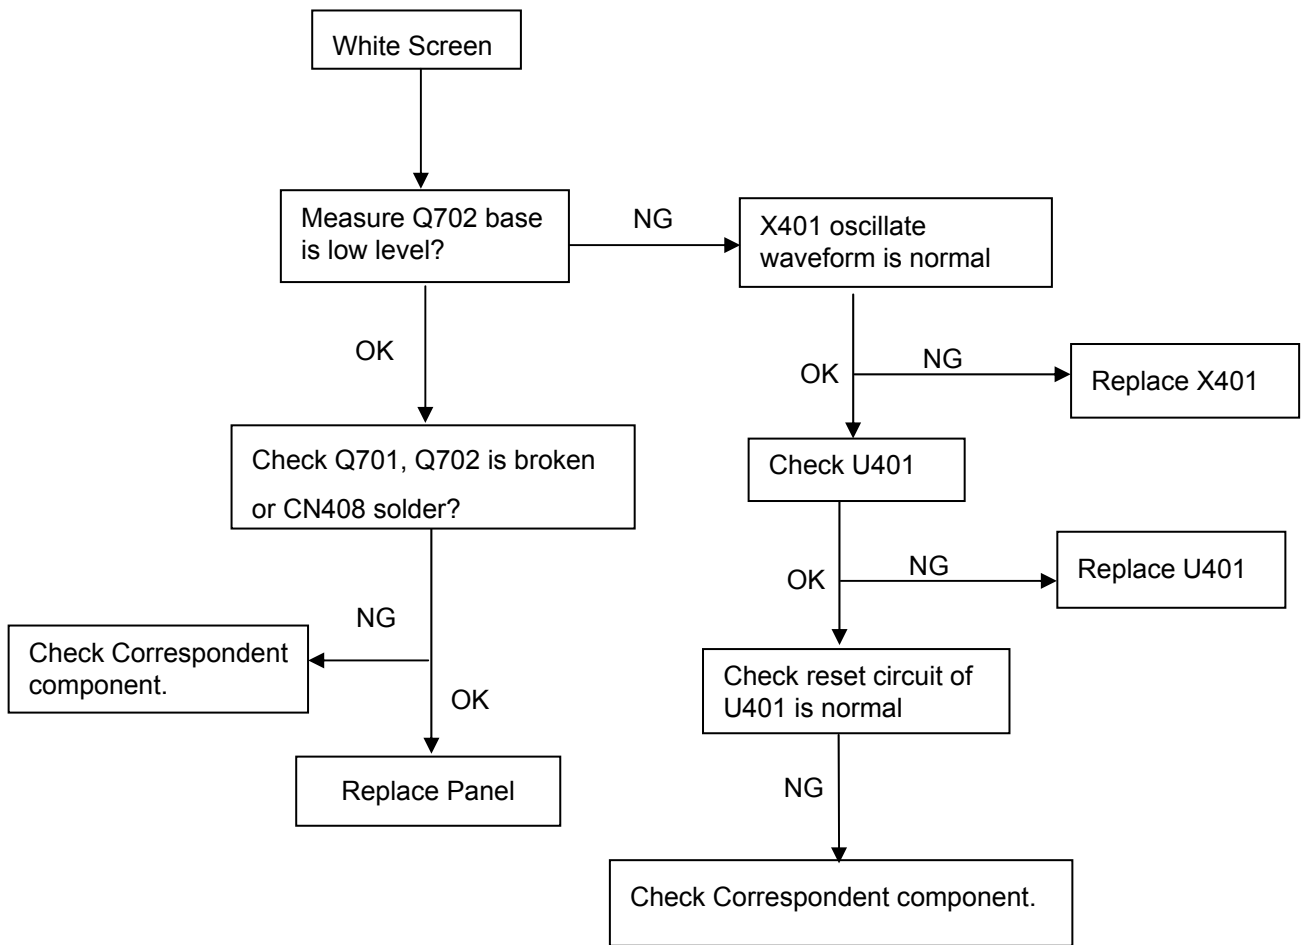 White Screen
Measure Q702 base
is low level?
NG
X401 oscillate
waveform is normal
OK
OK
NG
Replace X401
Check Q701, Q702 is broken
or CN408 solder?
Check U401
OK
NG
Replace U401
NG
Check Correspondent
component.
OK
Check reset circuit of
U401 is normal
Replace Panel
NG
Check Correspondent component.